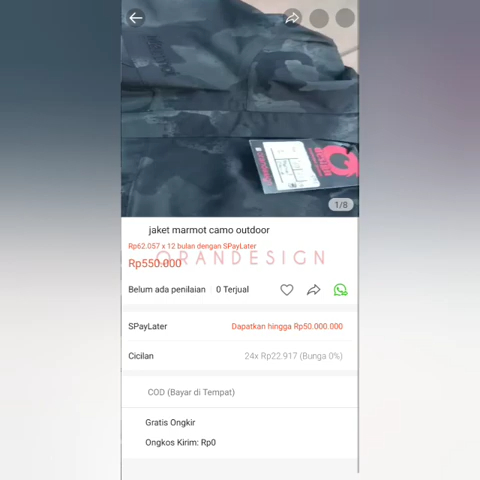 1/8
jaket marmot camo outdoor
Rp62.057 x 12 bulan dengan SPayLater
Rp550.000
ORANDESIGN
Belum ada penilaian 0 Terjual
SPayLater Dapatkan hingga Rp50.000.000
Cicilan 24x Rp22.917 (Bunga 0%)
COD (Bayar di Tempat)
Gratis Ongkir
Ongkos Kirim: Rp0